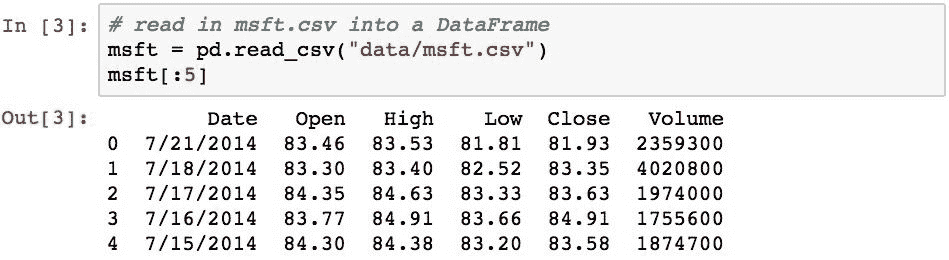 In [3]: # read in msft.csv into a DataFrame
msft = pd.read_csv("data/msft.csv")
msft[:5]
Out[3]: Date Open High Low Close Volume
0 7/21/2014 83.46 83.53 81.81 81.93 2359300
1 7/18/2014 83.30 83.40 82.52 83.35 4020800
2 7/17/2014 84.35 84.63 83.33 83.63 1974000
3 7/16/2014 83.77 84.91 83.66 84.91 1755600
4 7/15/2014 84.30 84.38 83.20 83.58 1874700